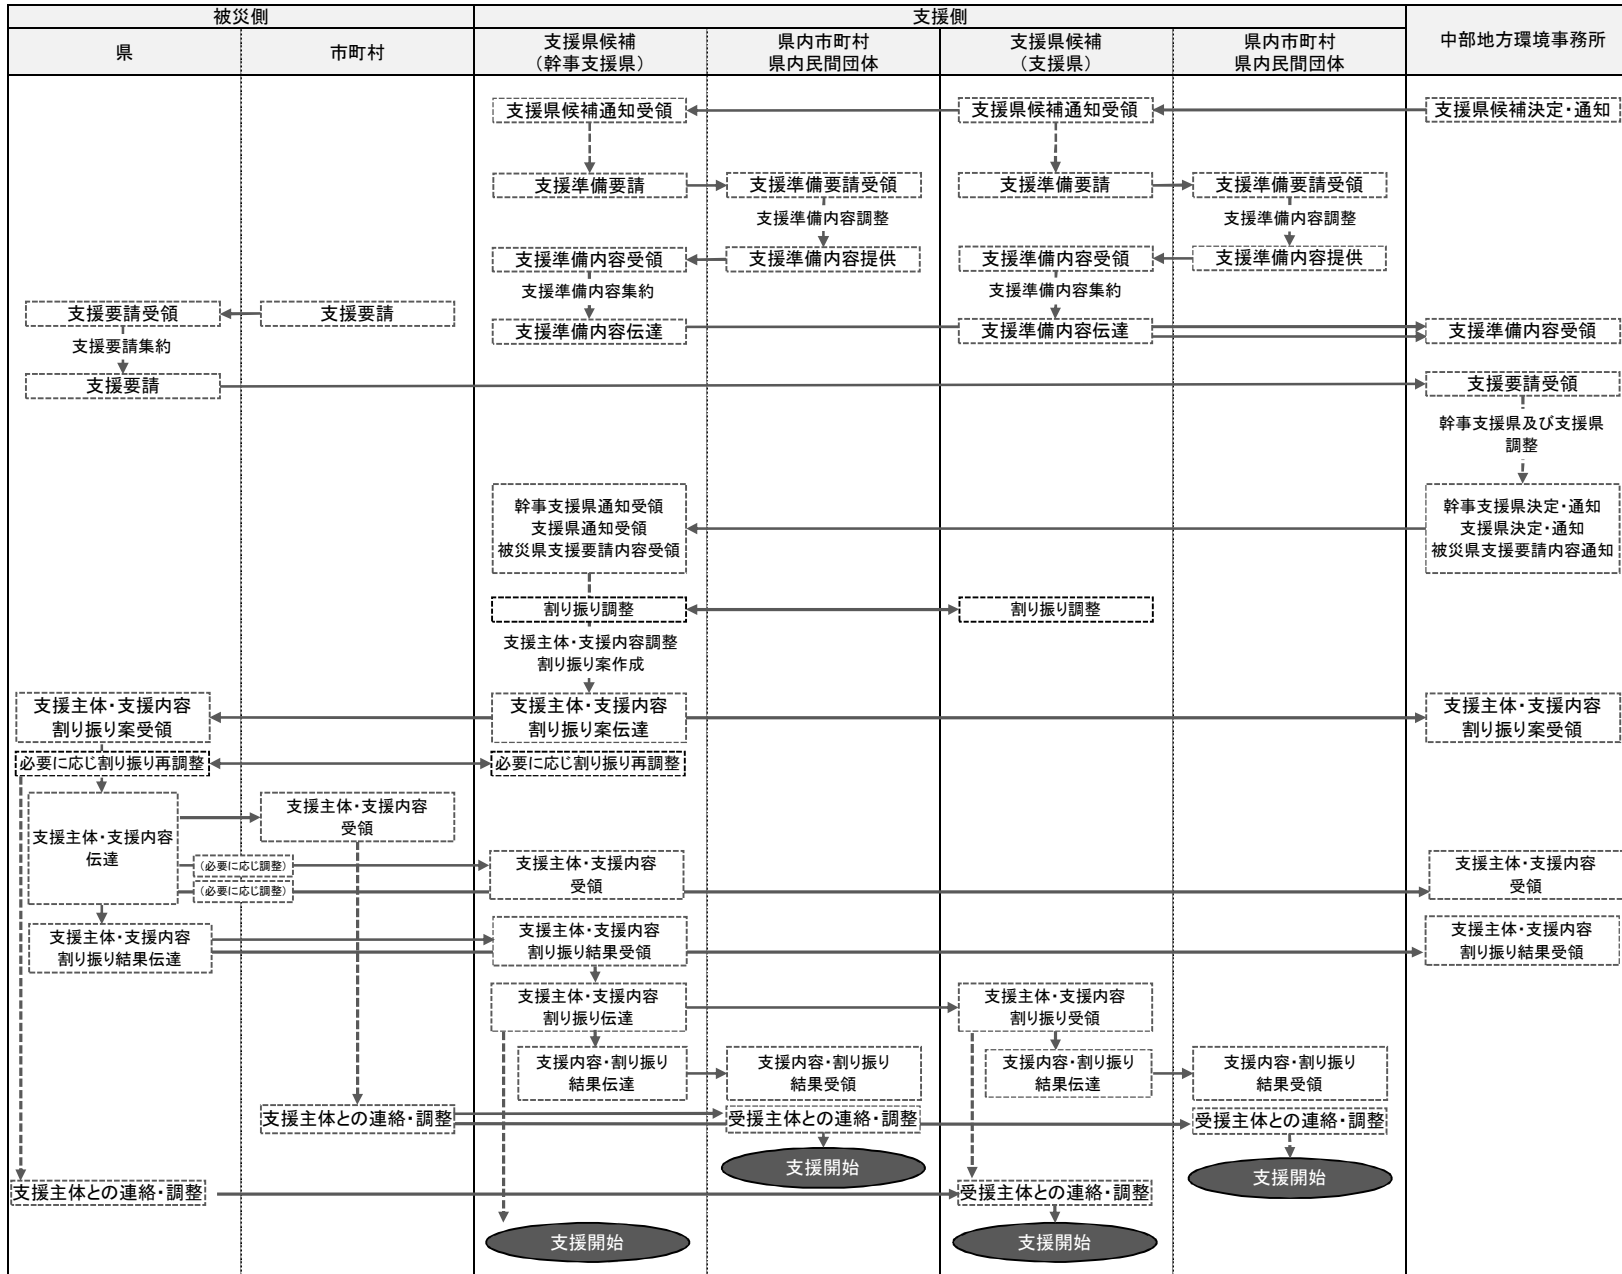 被災側
支援側
中部地方環境事務所
県
市町村
支援県候補
（幹事支援県）
県内市町村
県内民間団体
支援県候補
（支援県）
県内市町村
県内民間団体
支援県候補通知受領
支援県候補通知受領
支援県候補決定・通知
支援準備要請
支援準備要請受領
支援準備要請
支援準備要請受領
支援準備内容調整
支援準備内容調整
支援準備内容受領
支援準備内容提供
支援準備内容受領
支援準備内容提供
支援準備内容集約
支援準備内容集約
支援要請受領
支援要請
支援準備内容伝達
支援準備内容伝達
支援準備内容受領
支援要請集約
支援要請
支援要請受領
幹事支援県及び支援県
調整
幹事支援県通知受領
支援県通知受領
被災県支援要請内容受領
幹事支援県決定・通知
支援県決定・通知
被災県支援要請内容通知
割り振り調整
割り振り調整
支援主体・支援内容調整
割り振り案作成
支援主体・支援内容
割り振り案受領
支援主体・支援内容
割り振り案伝達
支援主体・支援内容
割り振り案受領
必要に応じ割り振り再調整
必要に応じ割り振り再調整
支援主体・支援内容
伝達
支援主体・支援内容
受領
（必要に応じ調整）
（必要に応じ調整）
支援主体・支援内容
受領
支援主体・支援内容
受領
支援主体・支援内容
割り振り結果伝達
支援主体・支援内容
割り振り結果受領
支援主体・支援内容
割り振り結果受領
支援主体・支援内容
割り振り伝達
支援主体・支援内容
割り振り受領
支援内容・割り振り
結果伝達
支援内容・割り振り
結果受領
支援内容・割り振り
結果伝達
支援内容・割り振り
結果受領
支援主体との連絡・調整
受援主体との連絡・調整
受援主体との連絡・調整
支援開始
支援開始
支援主体との連絡・調整
受援主体との連絡・調整
支援開始
支援開始